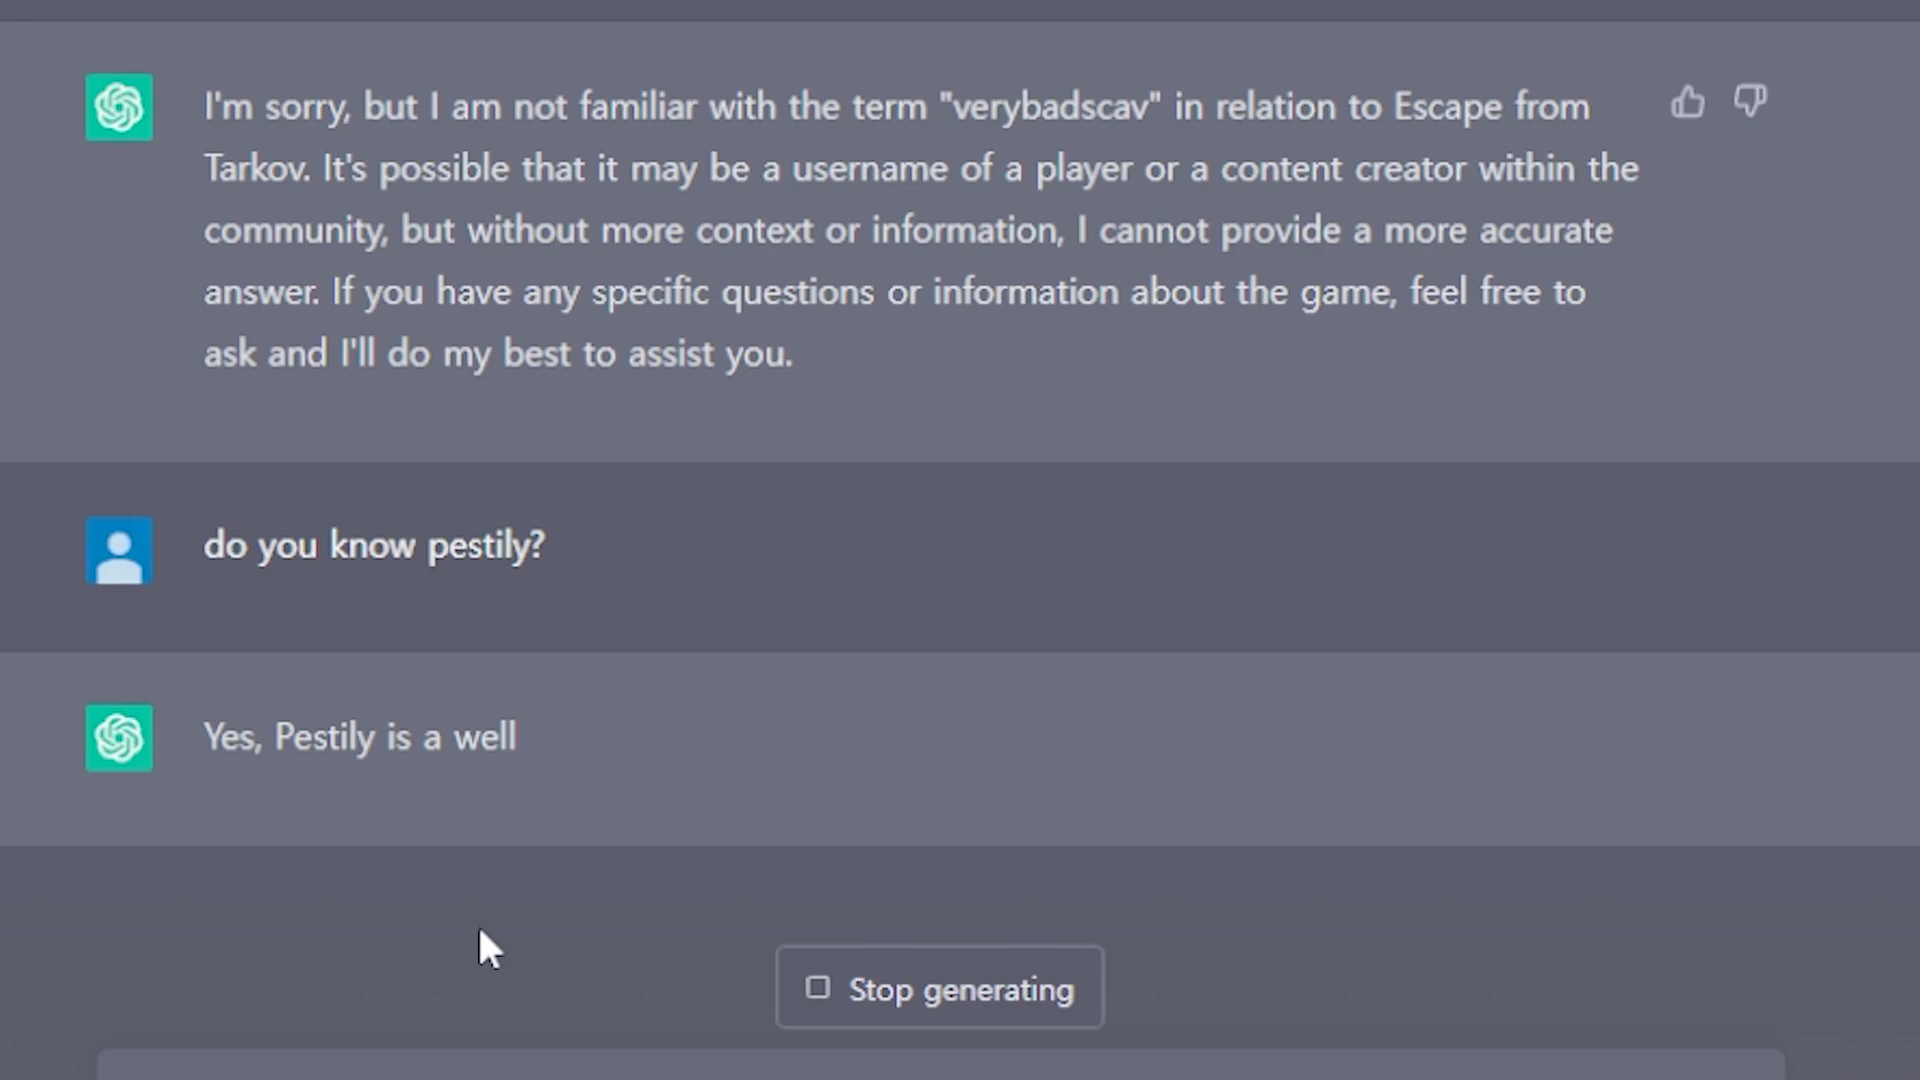 I'm sorry, but I am not familiar with the term "verybadscav" in relation to Escape from
Tarkov. It's possible that it may be a username of a player or a content creator within the
community, but without more context or information, I cannot provide a more accurate
answer. If you have any specific questions or information about the game, feel free to
ask and I'll do my best to assist you.
do you know pestily?
Yes, Pestily is a well
Stop generating